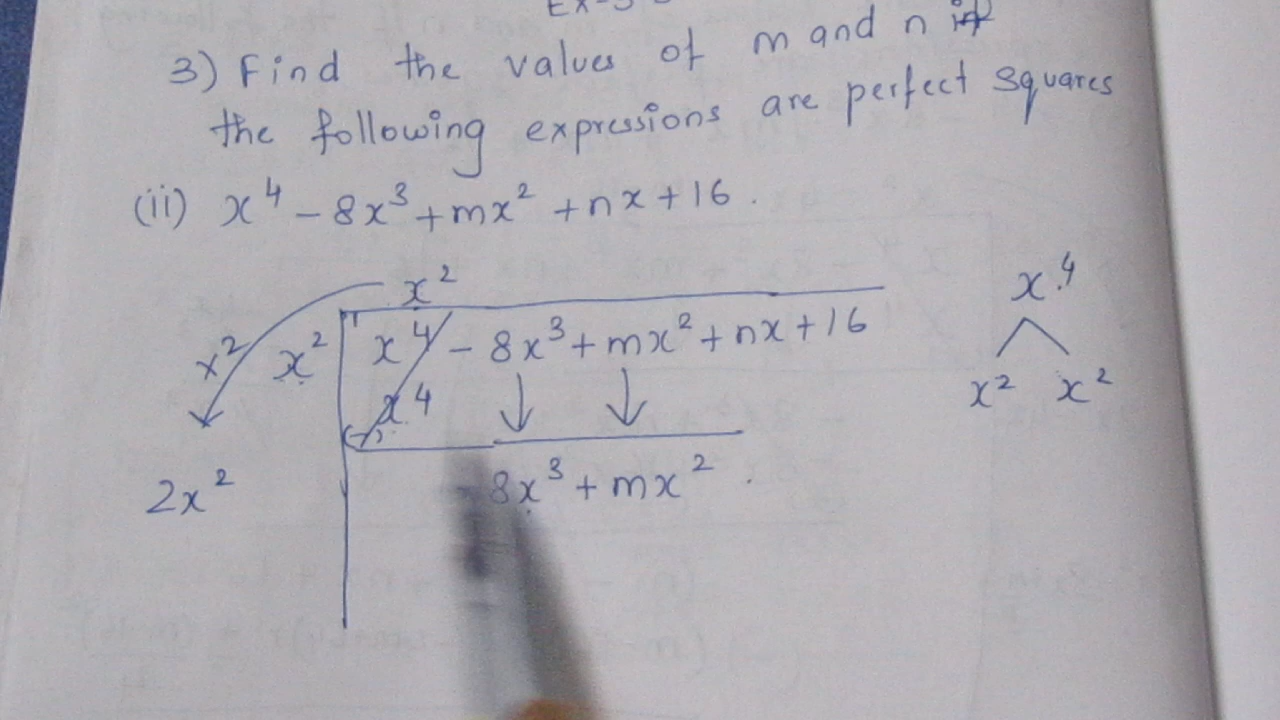 3) Find the values of m and n if
the following expressions are perfect squares
(ii) x⁴ - 8x³ + mx² + nx + 16.
x²
x² x² x⁴ - 8x³ + mx² + nx + 16
x⁴
x⁴
(-)
x² x²
2x² - 8x³ + mx².